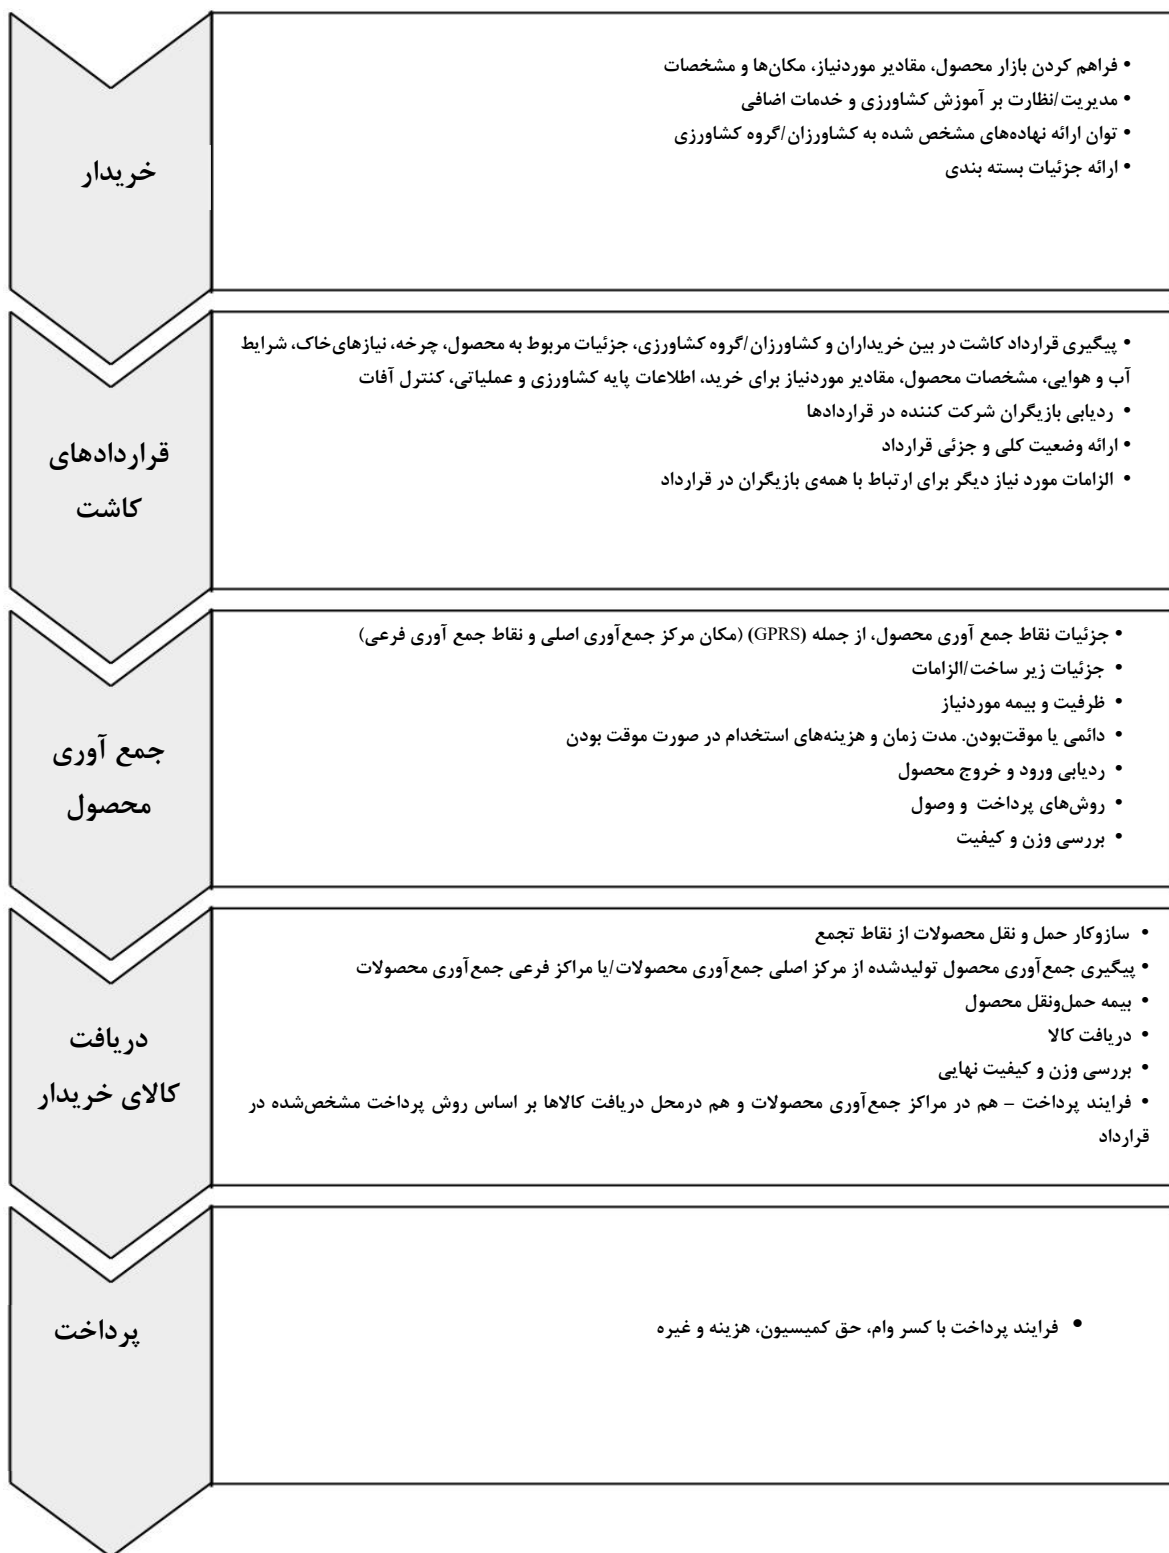 خریدار
• فراهم کردن بازار محصول، مقادیر موردنیاز، مکان‌ها و مشخصات
• مدیریت/نظارت بر آموزش کشاورزی و خدمات اضافی
• توان ارائه نهاده‌های مشخص شده به کشاورزان/گروه کشاورزی
• ارائه جزئیات بسته بندی
قراردادهای
کاشت
• پیگیری قرارداد کاشت در بین خریداران و کشاورزان/گروه کشاورزی، جزئیات مربوط به محصول، چرخه، نیازهای‌خاک، شرایط
آب و هوایی، مشخصات محصول، مقادیر موردنیاز برای خرید، اطلاعات پایه کشاورزی و عملیاتی، کنترل آفات
• ردیابی بازیگران شرکت کننده در قراردادها
• ارائه وضعیت کلی و جزئی قرارداد
• الزامات مورد نیاز دیگر برای ارتباط با همه‌ی بازیگران در قرارداد
جمع آوری
محصول
• جزئیات نقاط جمع آوری محصول، از جمله (GPRS) (مکان مرکز جمع‌آوری اصلی و نقاط جمع آوری فرعی)
• جزئیات زیر ساخت/الزامات
• ظرفیت و بیمه موردنیاز
• دائمی یا موقت‌بودن. مدت زمان و هزینه‌های استخدام در صورت موقت بودن
• ردیابی ورود و خروج محصول
• روش‌های پرداخت و وصول
• بررسی وزن و کیفیت
دریافت
کالای خریدار
• سازوکار حمل و نقل محصولات از نقاط تجمع
• پیگیری جمع‌آوری محصول تولیدشده از مرکز اصلی جمع‌آوری محصولات/یا مراکز فرعی جمع‌آوری محصولات
• بیمه حمل‌ونقل محصول
• دریافت کالا
• بررسی وزن و کیفیت نهایی
• فرایند پرداخت – هم در مراکز جمع‌آوری محصولات و هم درمحل دریافت کالاها بر اساس روش پرداخت مشخص‌شده در
قرارداد
پرداخت
• فرایند پرداخت با کسر وام، حق کمیسیون، هزینه و غیره